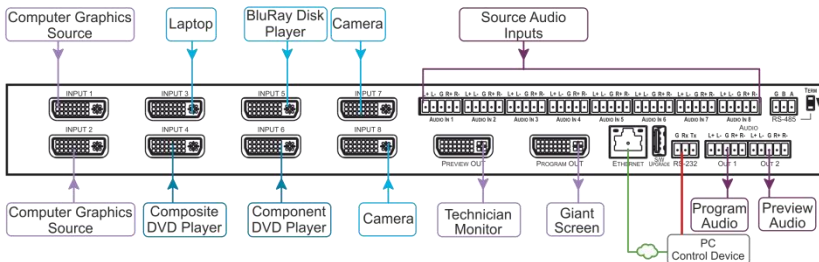 Computer Graphics
Source
Laptop
BluRay Disk
Player
Camera
Source Audio
Inputs
INPUT 1
INPUT 3
INPUT 5
INPUT 7
L+ L- G R+ R- L+ L- G R+ R- L+ L- G R+ R- L+ L- G R+ R- L+ L- G R+ R- L+ L- G R+ R- L+ L- G R+ R- L+ L- G R+ R-
G B A
TERM
AUDIO IN 1 AUDIO IN 2 AUDIO IN 3 AUDIO IN 4 AUDIO IN 5 AUDIO IN 6 AUDIO IN 7 AUDIO IN 8
RS-485
INPUT 2
INPUT 4
INPUT 6
INPUT 8
AUDIO
G Rx Tx
L+ L- G R+ R- L+ L- G R+ R-
PREVIEW OUT
PROGRAM OUT
ETHERNET
S/W
UPGRADE
RS-232
OUT 1
OUT 2
Computer Graphics
Source
Composite
DVD Player
Component
DVD Player
Camera
Technician
Monitor
Giant
Screen
Program
Audio
Preview
Audio
PC
Control Device